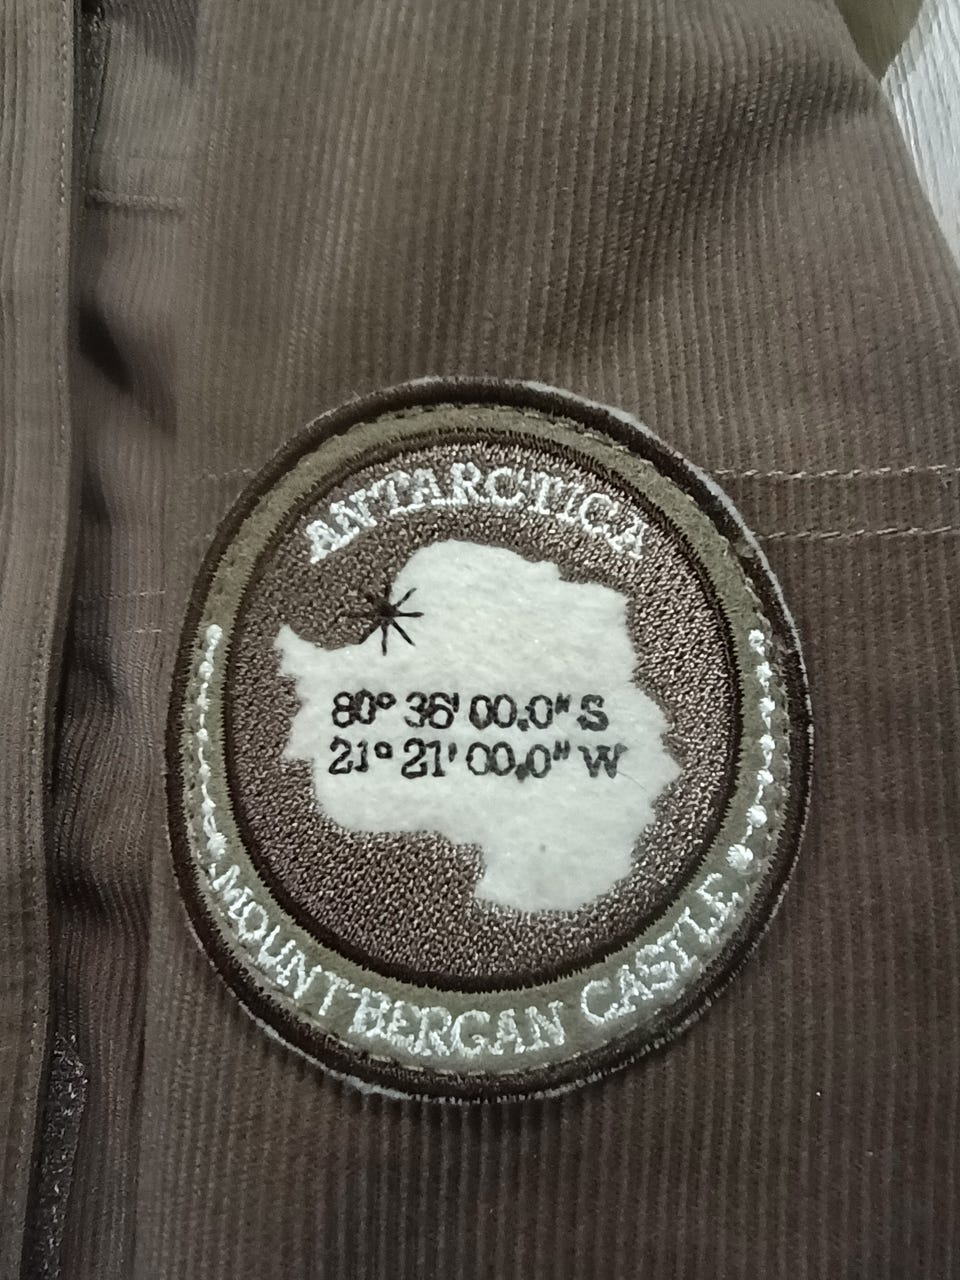 ANTARCTICA
80° 36' 00.0" S
21° 21' 00.0" W
MOUNT BERGAN CASTLE